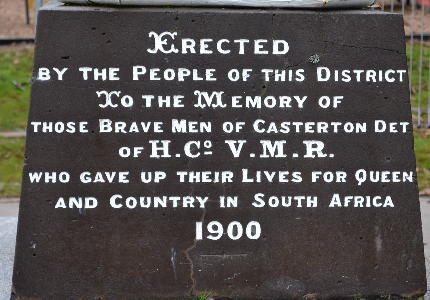 Erected
by the People of this District
To the Memory of
those Brave Men of Casterton Det
of H.Co V.M.R.
who gave up their Lives for Queen
and Country in South Africa
1900